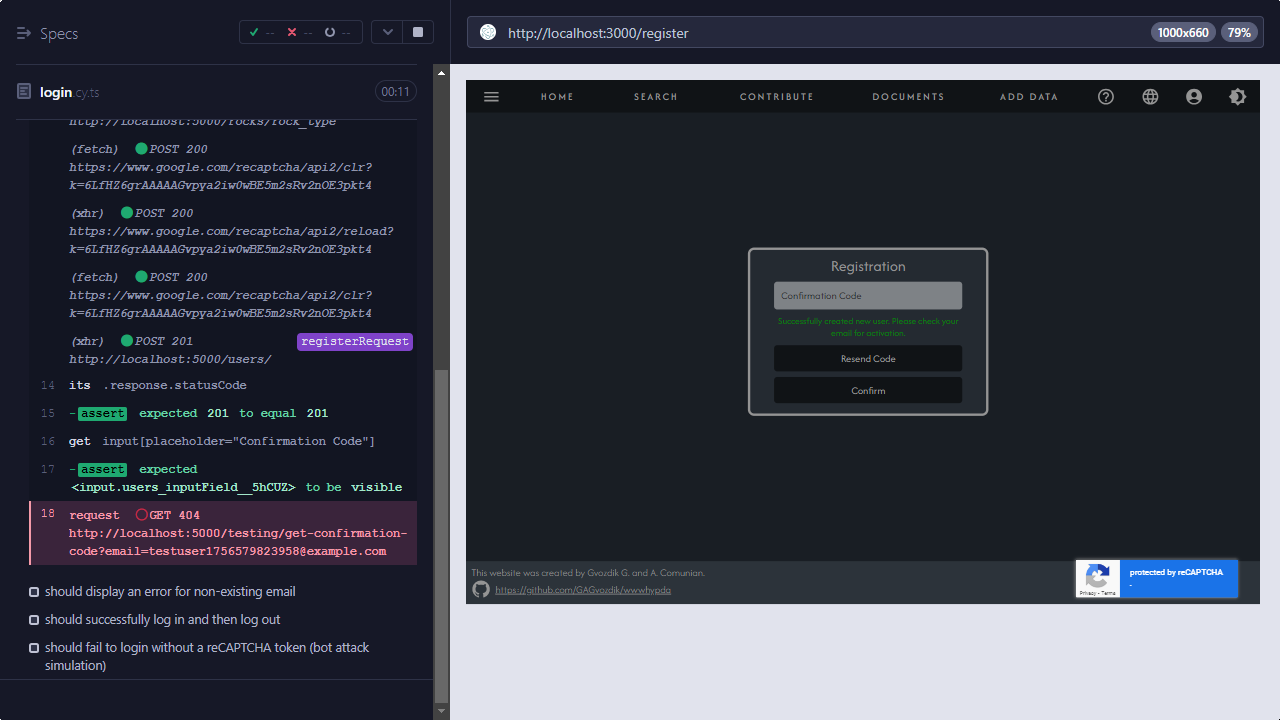 Specs
-- -- --
login.cy.ts
00:11
http://localhost:5000/rocks/rock_type
(fetch) POST 200
https://www.google.com/recaptcha/api2/clr?
k=6LfHZ6grAAAAAGvpya2iw0wBE5m2sRv2nOE3pkt4
(xhr) POST 200
https://www.google.com/recaptcha/api2/reload?
k=6LfHZ6grAAAAAGvpya2iw0wBE5m2sRv2nOE3pkt4
(fetch) POST 200
https://www.google.com/recaptcha/api2/clr?
k=6LfHZ6grAAAAAGvpya2iw0wBE5m2sRv2nOE3pkt4
(xhr) POST 201 registerRequest
http://localhost:5000/users/
14 its .response.statusCode
15 -assert expected 201 to equal 201
16 get input[placeholder="Confirmation Code"]
17 -assert expected
<input.users_inputField__5hCUZ> to be visible
18 request GET 404
http://localhost:5000/testing/get-confirmation-
code?email=testuser1756579823958@example.com
should display an error for non-existing email
should successfully log in and then log out
should fail to login without a reCAPTCHA token (bot attack
simulation)
http://localhost:3000/register
1000x660 79%
HOME SEARCH CONTRIBUTE DOCUMENTS ADD DATA
Registration
Confirmation Code
Successfully created new user. Please check your
email for activation.
Resend Code
Confirm
This website was created by Gvozdik G. and A. Comunian.
https://github.com/GAGvozdik/wwwhypda
protected by reCAPTCHA
-
Privacy - Terms